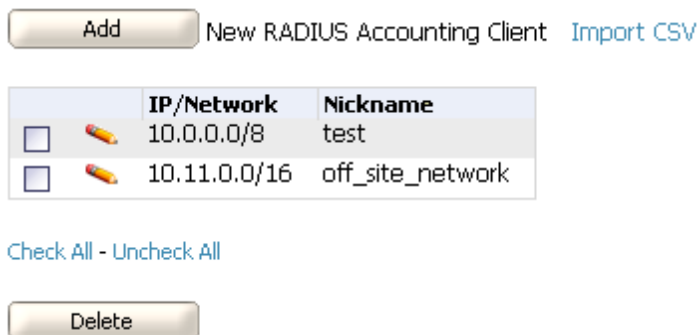 Add New RADIUS Accounting Client Import CSV
IP/Network Nickname
10.0.0.0/8 test
10.11.0.0/16 off_site_network
Check All - Uncheck All
Delete